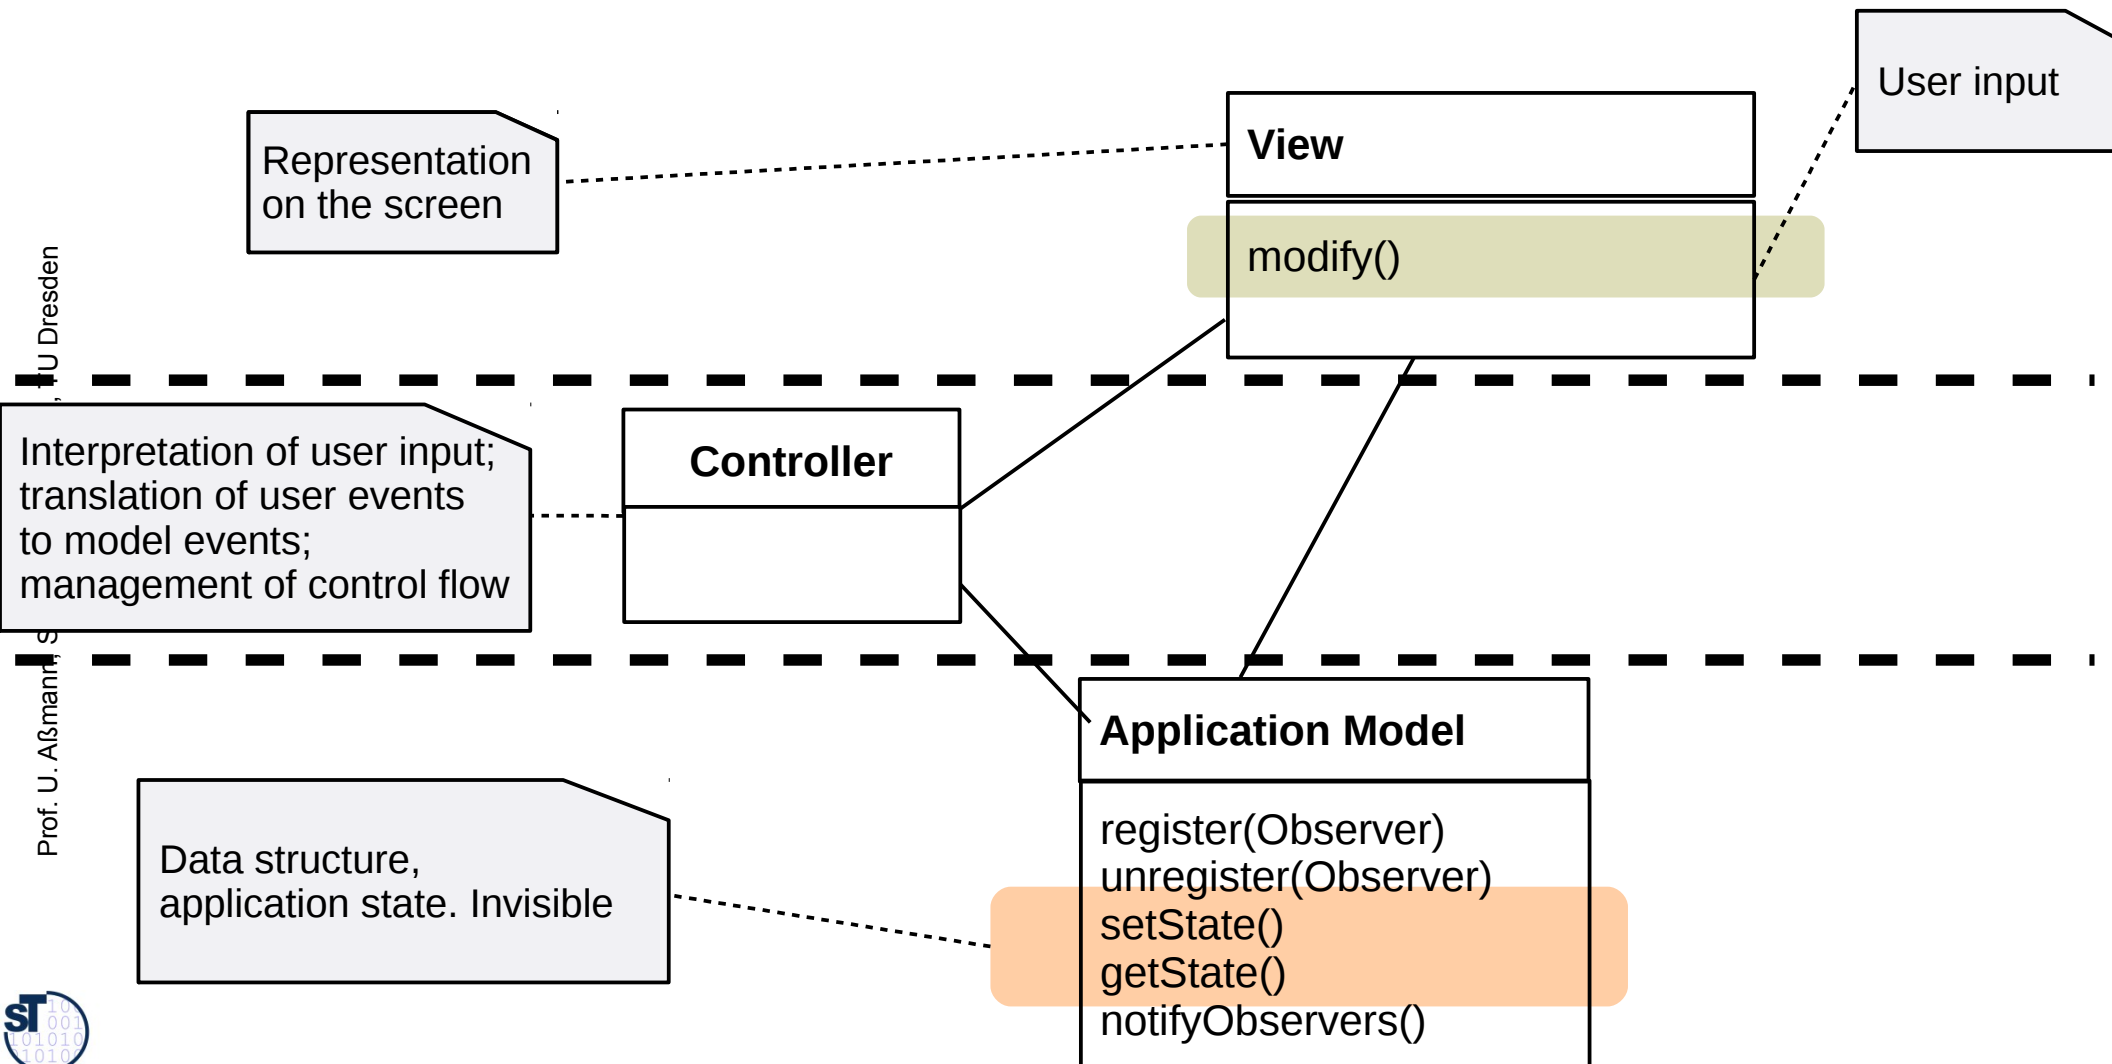 User input
View
Representation
on the screen
modify()
Interpretation of user input;
translation of user events
to model events;
management of control flow
Controller
Application Model
register(Observer)
unregister(Observer)
setState()
getState()
notifyObservers()
Data structure,
application state. Invisible
Prof. U. Aßmann, TU Dresden
ST